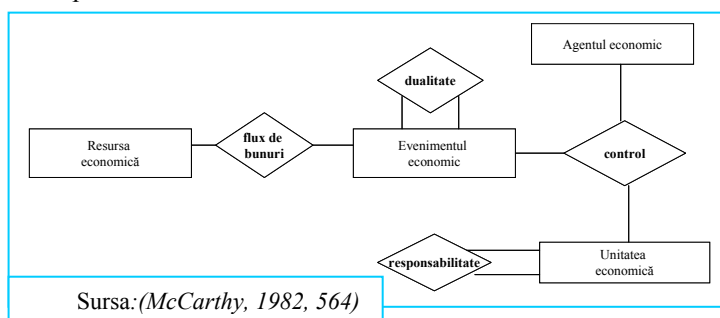 Agentul economic
dualitate
Resursa
economică
flux de
bunuri
Evenimentul
economic
control
responsabilitate
Unitatea
economică
Sursa:(McCarthy, 1982, 564)